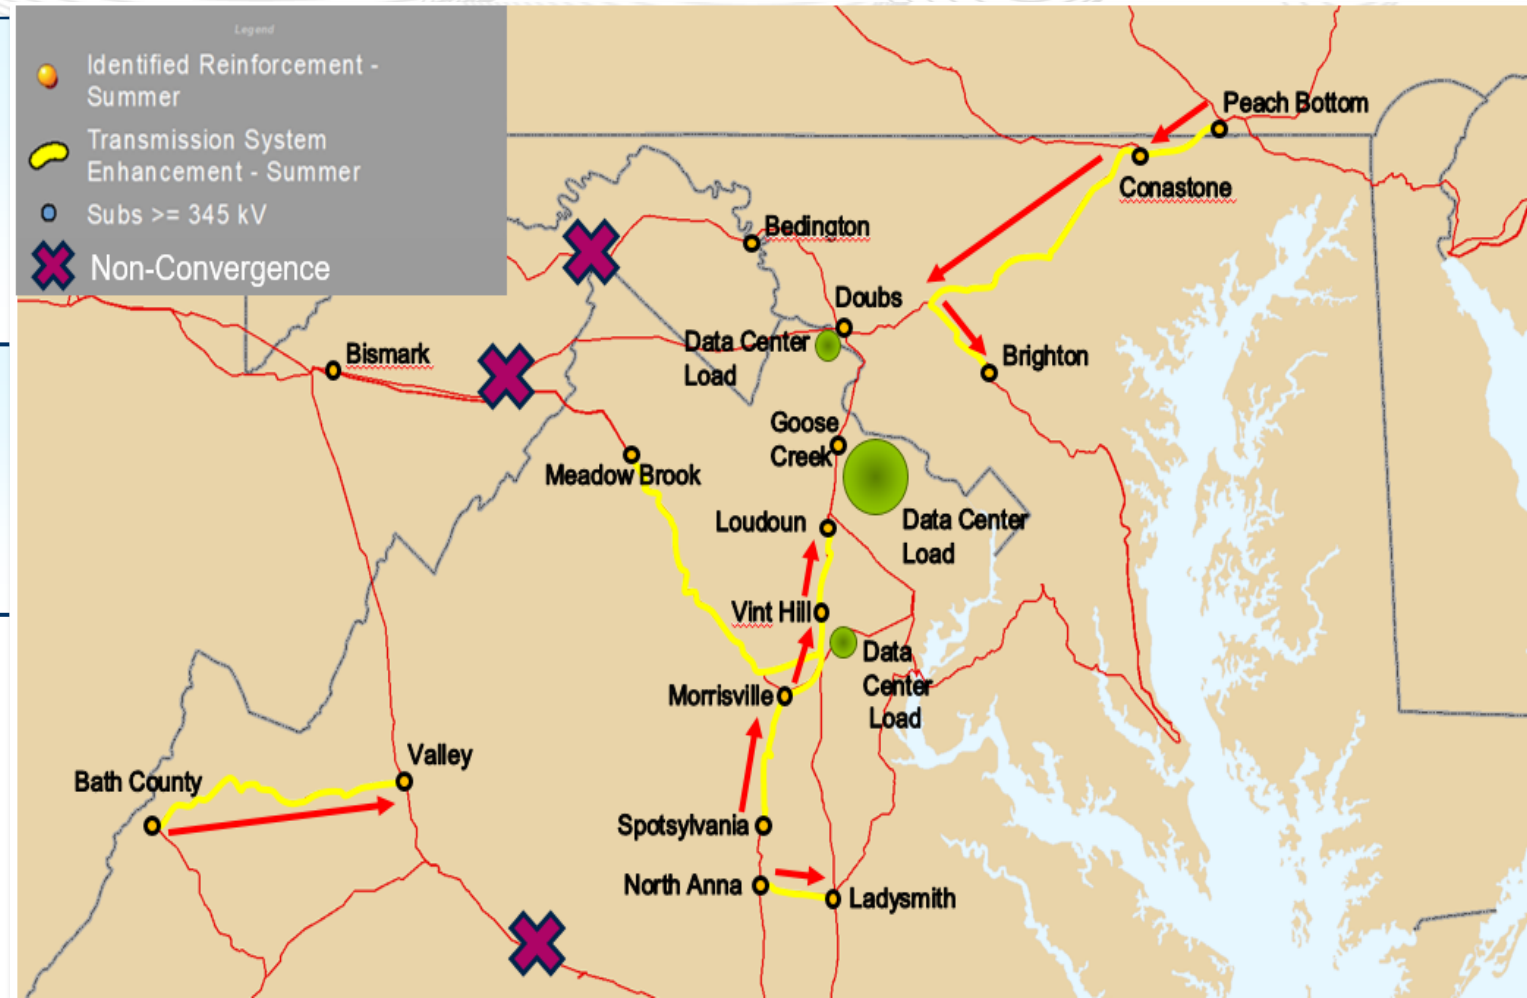 Legend
Identified Reinforcement -
Summer
Transmission System
Enhancement - Summer
Subs >= 345 kV
Non-Convergence
Peach Bottom
Conastone
Bedington
Doubs
Data Center
Load
Bismark
Brighton
Goose
Creek
Meadow Brook
Loudoun
Data Center
Load
Vint Hill
Data
Center
Load
Morrisville
Valley
Bath County
Spotsylvania
North Anna
Ladysmith